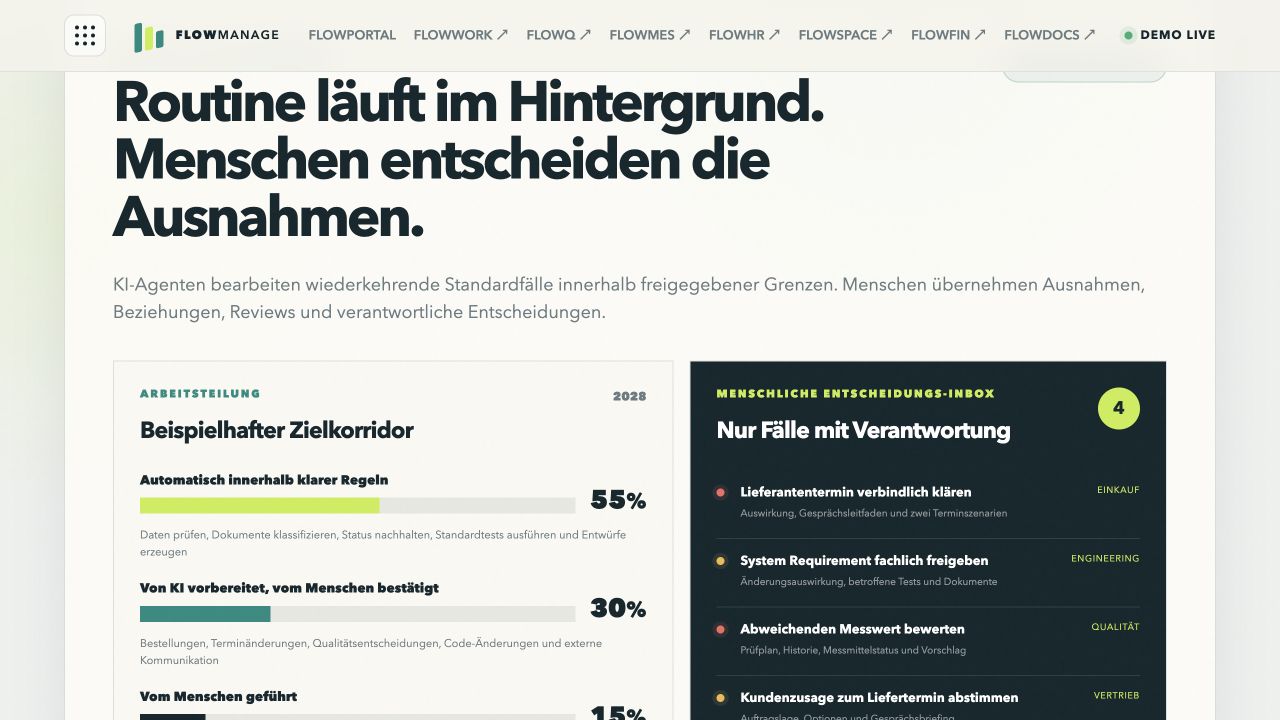 FLOWMANAGE
FLOWPORTAL
FLOWWORK ↗
FLOWQ ↗
FLOWMES ↗
FLOWHR ↗
FLOWSPACE ↗
FLOWFIN ↗
FLOWDOCS ↗
DEMO LIVE
Routine läuft im Hintergrund.
Menschen entscheiden die
Ausnahmen.
KI-Agenten bearbeiten wiederkehrende Standardfälle innerhalb freigegebener Grenzen. Menschen übernehmen Ausnahmen,
Beziehungen, Reviews und verantwortliche Entscheidungen.
ARBEITSTEILUNG
2028
Beispielhafter Zielkorridor
Automatisch innerhalb klarer Regeln
55%
Daten prüfen, Dokumente klassifizieren, Status nachhalten, Standardtests ausführen und Entwürfe
erzeugen
Von KI vorbereitet, vom Menschen bestätigt
30%
Bestellungen, Terminänderungen, Qualitätsentscheidungen, Code-Änderungen und externe
Kommunikation
Vom Menschen geführt
15%
MENSCHLICHE ENTSCHEIDUNGS-INBOX
4
Nur Fälle mit Verantwortung
Lieferantentermin verbindlich klären
EINKAUF
Auswirkung, Gesprächsleitfaden und zwei Terminszenarien
System Requirement fachlich freigeben
ENGINEERING
Änderungsauswirkung, betroffene Tests und Dokumente
Abweichenden Messwert bewerten
QUALITÄT
Prüfplan, Historie, Messmittelstatus und Vorschlag
Kundenzusage zum Liefertermin abstimmen
VERTRIEB
Auftragslage, Optionen und Gesprächsbriefing